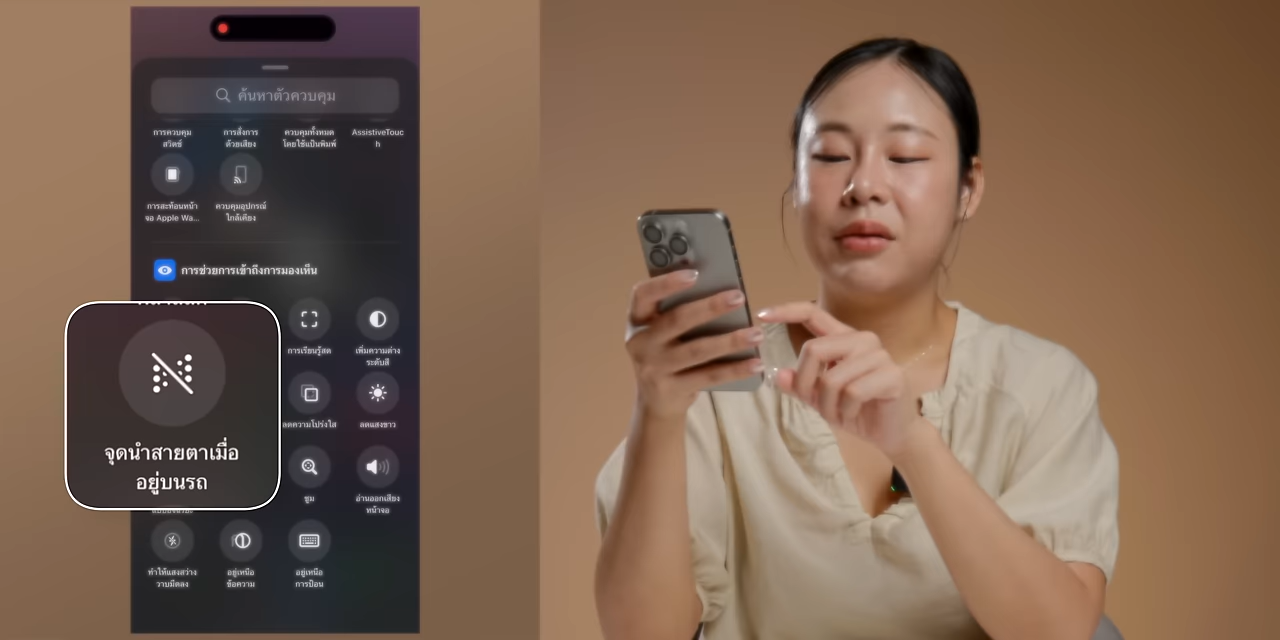 ค้นหาตัวควบคุม
การควบคุม
สวิตช์
การสั่งการ
ด้วยเสียง
ควบคุมทั้งหมด
โดยใช้แป้นพิมพ์
AssistiveTouc
h
การสะท้อนหน้า
จอ Apple Wa...
ควบคุมอุปกรณ์
ใกล้เคียง
การช่วยการเข้าถึงการมองเห็น
การเรียนรู้สด
เพิ่มความต่าง
ระดับสี
จุดนำสายตาเมื่อ
อยู่บนรถ
ลดความโปร่งใส
ลดแสงขาว
ซูม
อ่านออกเสียง
หน้าจอ
ทำให้แสงสว่าง
วาบมืดลง
อยู่เหนือ
ข้อความ
อยู่เหนือ
การป้อน